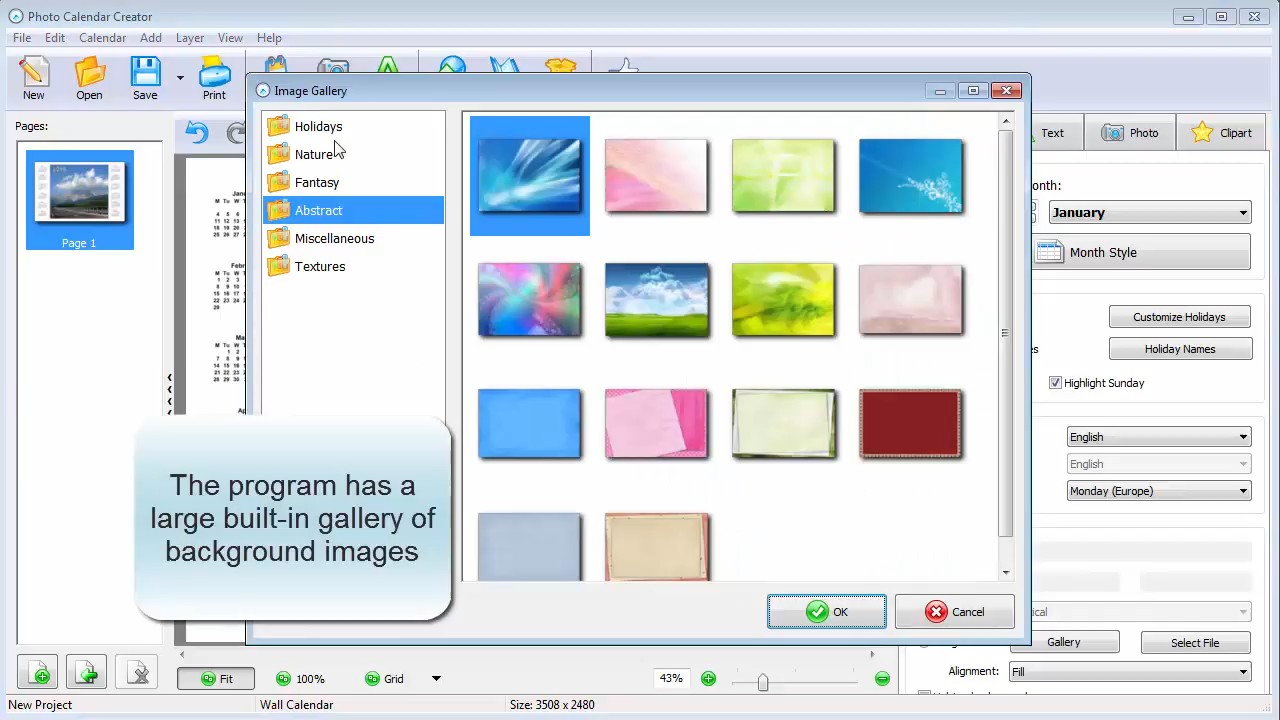 Photo Calendar Creator
File Edit Calendar Add Layer View Help
New Open Save Print
Image Gallery
Pages:
Page 1
Holidays
Nature
Fantasy
Abstract
Miscellaneous
Textures
Text Photo Clipart
January
Month Style
Customize Holidays
Holiday Names
Highlight Sunday
English
English
Monday (Europe)
The program has a
large built-in gallery of
background images
OK Cancel
Gallery Select File
Alignment: Fill
Fit 100% Grid 43%
New Project Wall Calendar Size: 3508 x 2480